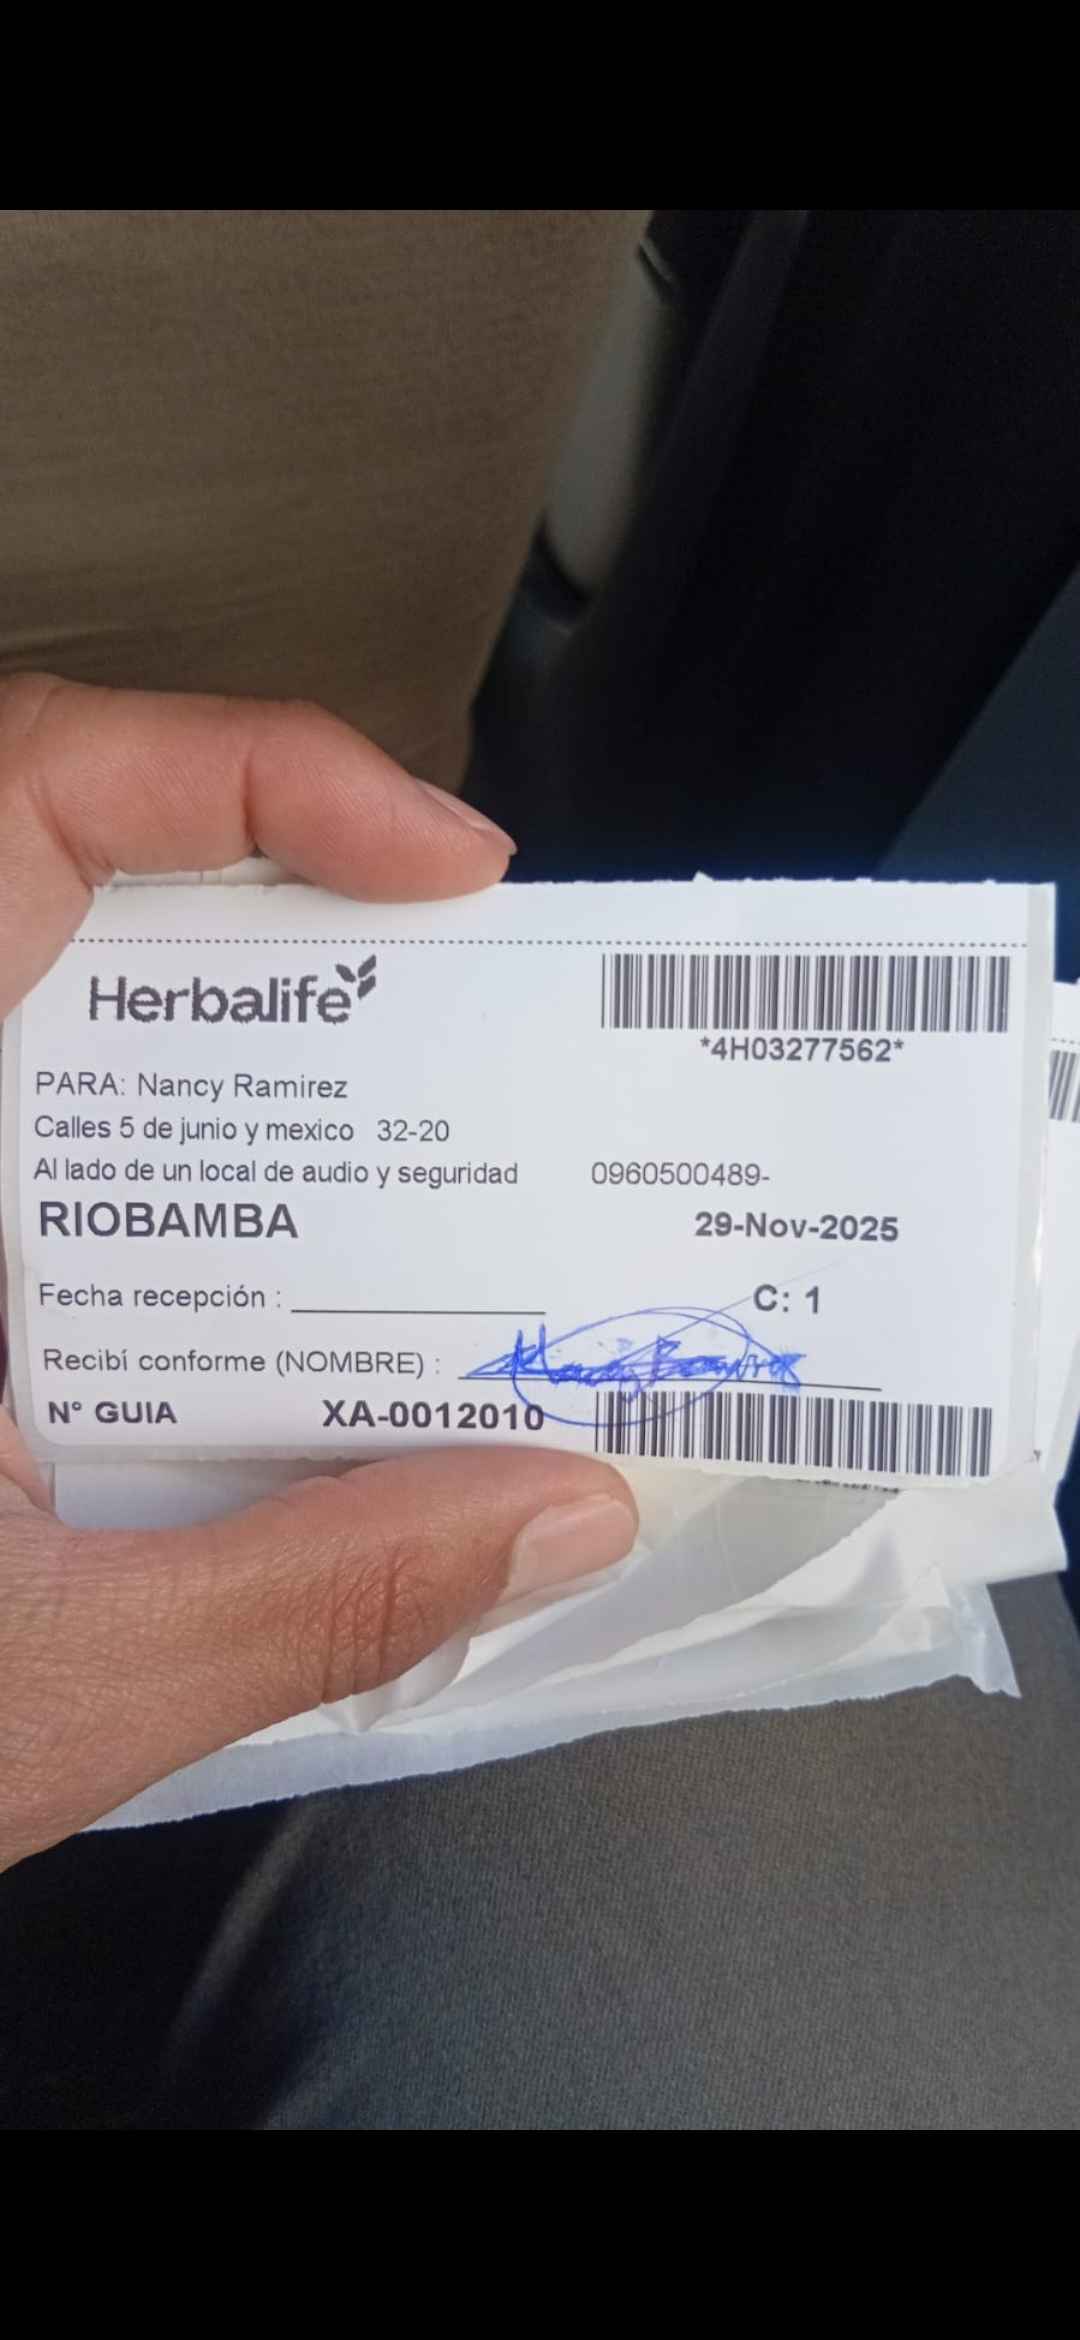 Herbalife
*4H03277562*
PARA: Nancy Ramirez
Calles 5 de junio y mexico 32-20
Al lado de un local de audio y seguridad 0960500489-
RIOBAMBA 29-Nov-2025
Fecha recepción : C: 1
Recibí conforme (NOMBRE) :
N° GUIA XA-0012010